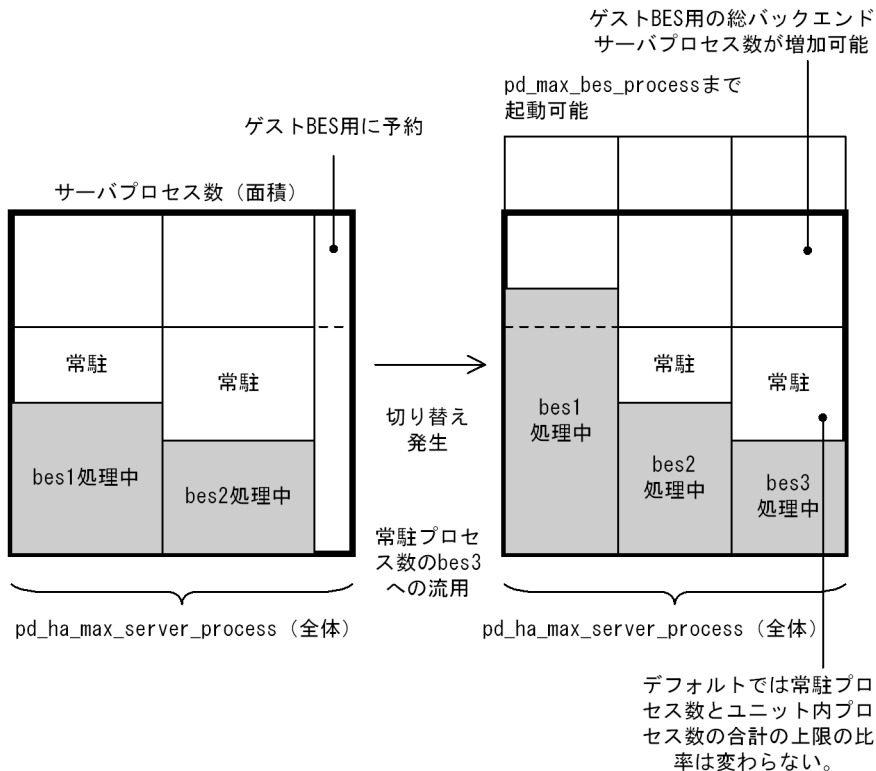 ゲストBES用の総バックエンド
サーバプロセス数が増加可能
pd_max_bes_processまで
起動可能
ゲストBES用に予約
サーバプロセス数（面積）
常駐
常駐
bes1処理中
bes2処理中
切り替え
発生
常駐プロセ
ス数のbes3
への流用
常駐
常駐
bes1
処理中
bes2
処理中
bes3
処理中
pd_ha_max_server_process（全体）
pd_ha_max_server_process（全体）
デフォルトでは常駐プロ
セス数とユニット内プロ
セス数の合計の上限の比
率は変わらない。